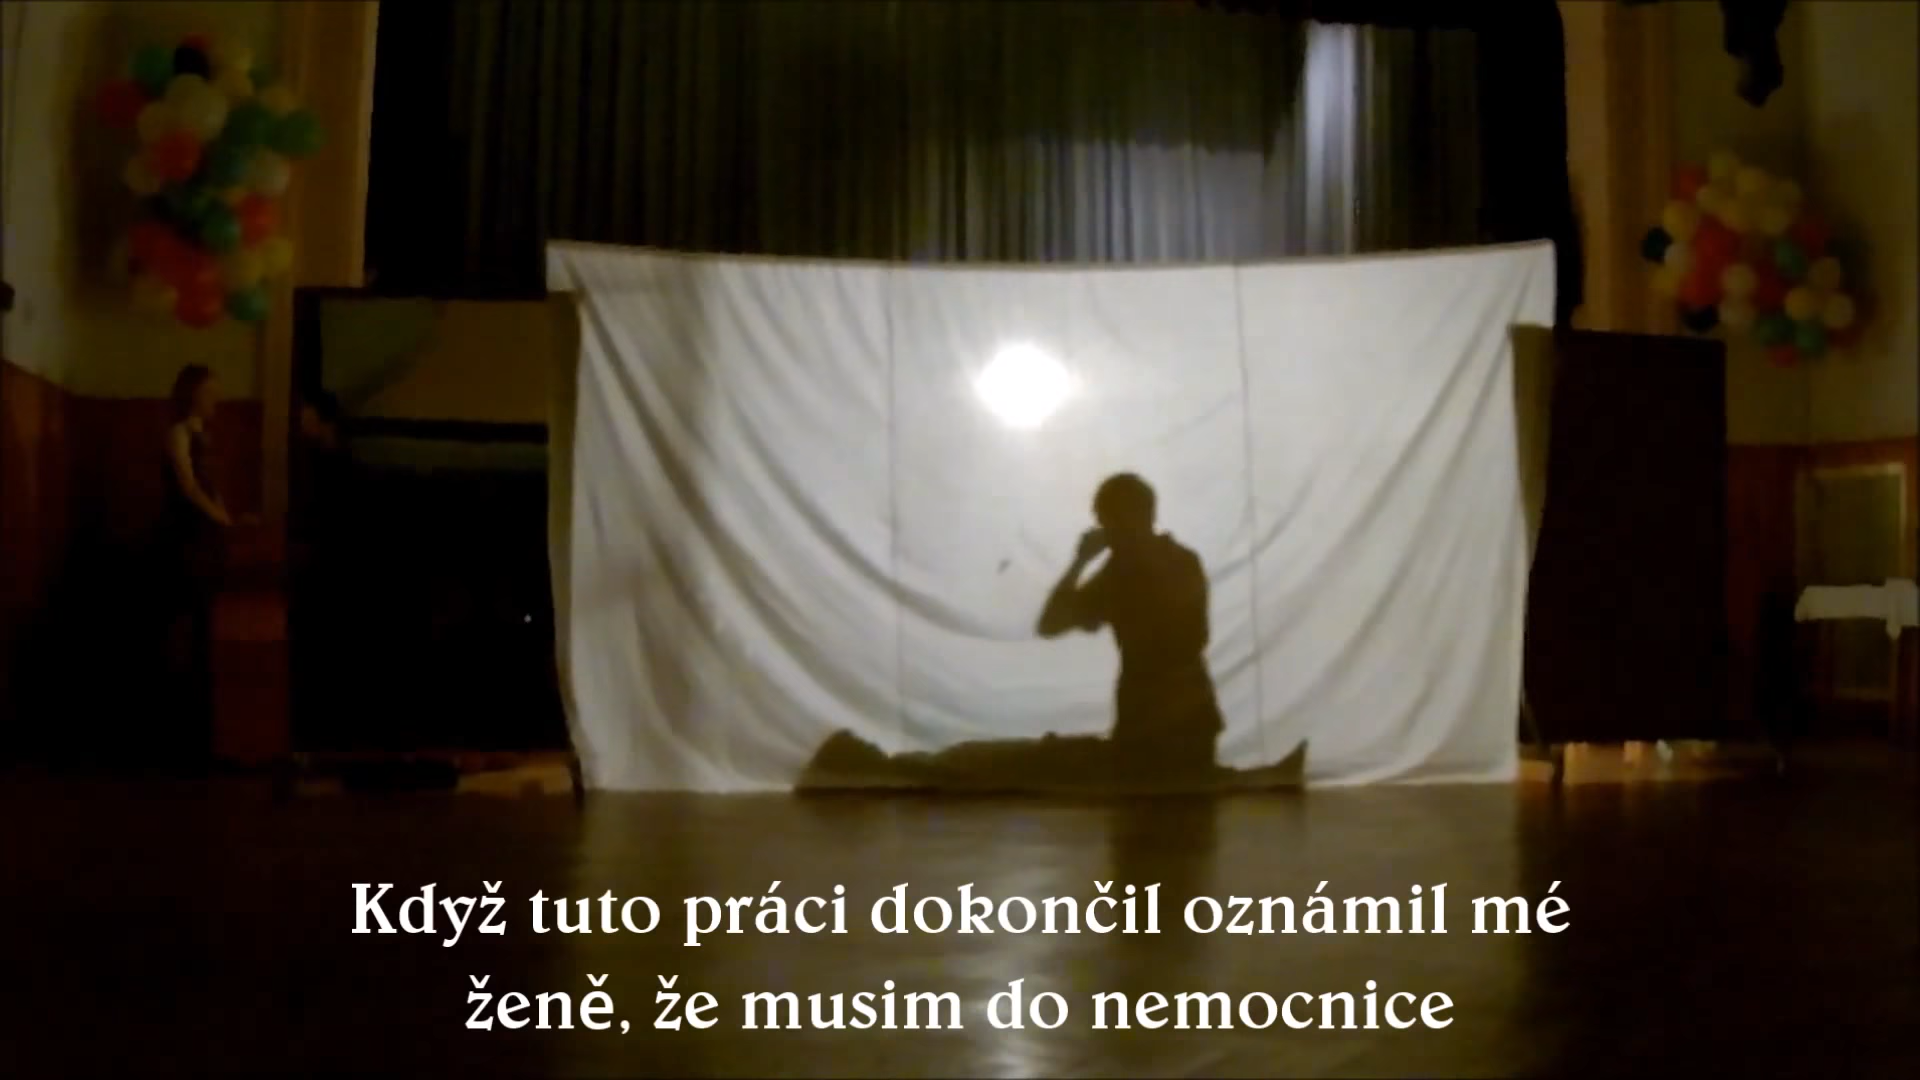 Když tuto práci dokončil oznámil mé
ženě, že musim do nemocnice